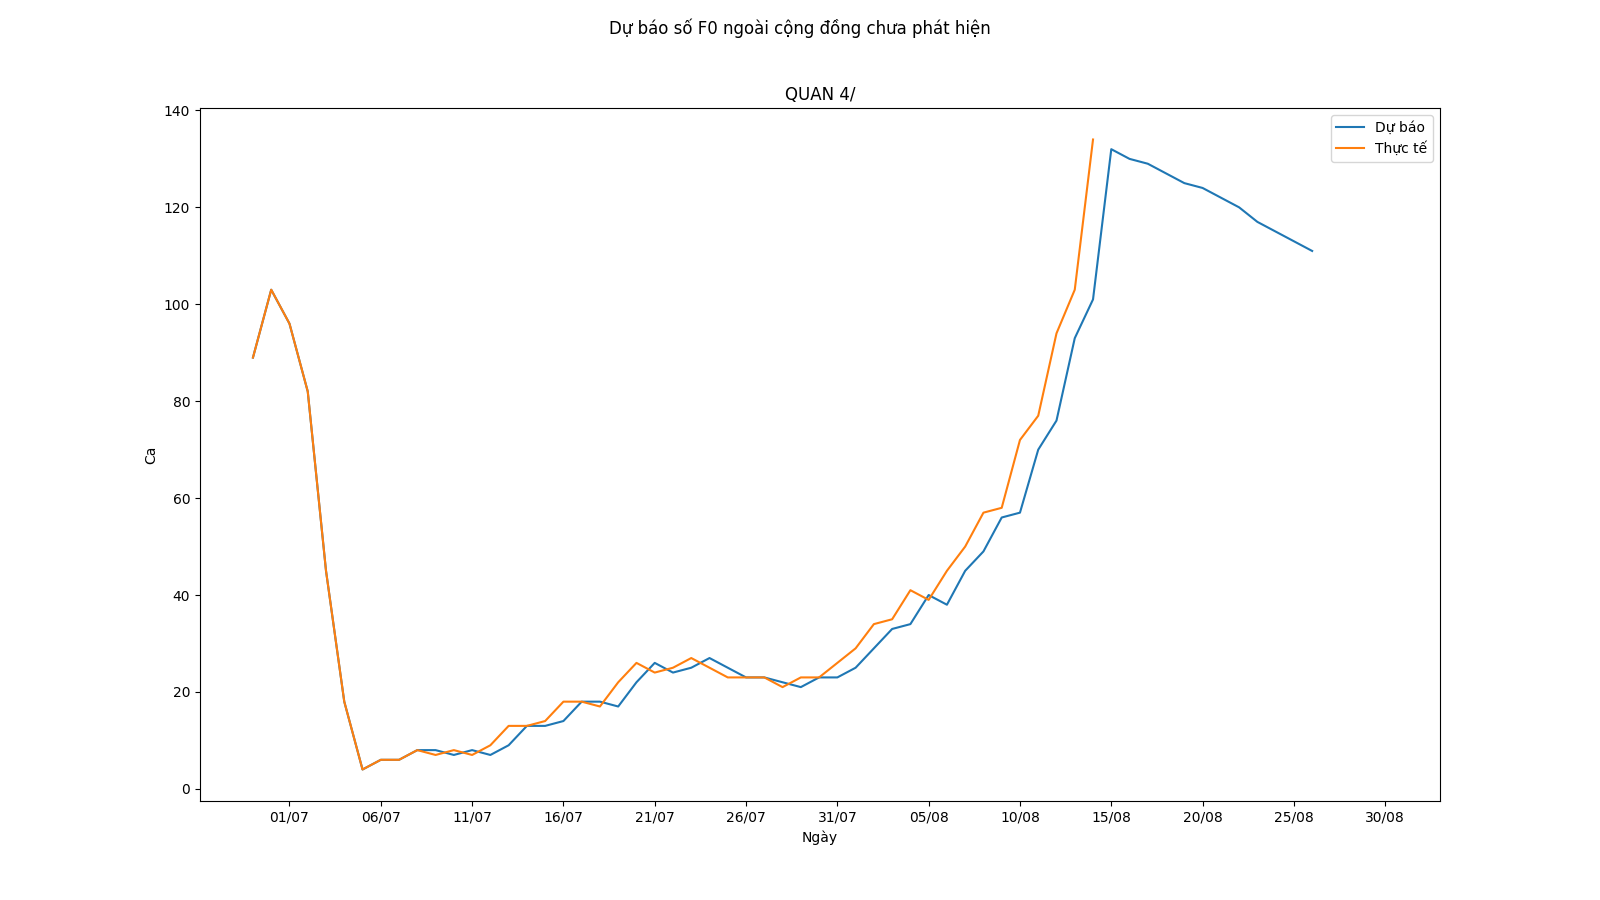 Dự báo số F0 ngoài cộng đồng chưa phát hiện
QUAN 4/
Dự báo
Thực tế
140
120
100
80
60
40
20
0
Ca
01/07 06/07 11/07 16/07 21/07 26/07 31/07 05/08 10/08 15/08 20/08 25/08 30/08
Ngày